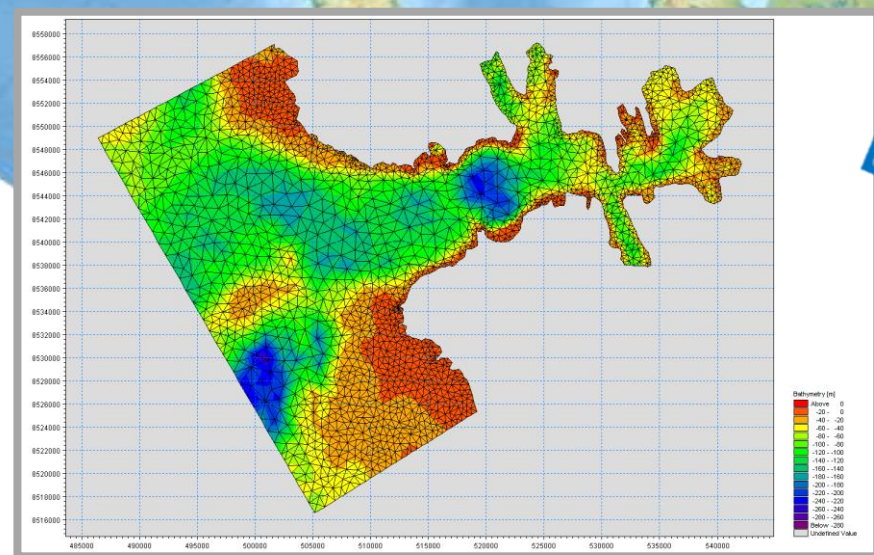 8558000
8556000
8554000
8552000
8550000
8548000
8546000
8544000
8542000
8540000
8538000
8536000
8534000
8532000
8530000
8528000
8526000
8524000
8522000
8520000
8518000
8516000
485000 490000 495000 500000 505000 510000 515000 520000 525000 530000 535000 540000
Bathymetry [m]
Above 0
-20 - 0
-40 - -20
-60 - -40
-80 - -60
-100 - -80
-120 - -100
-140 - -120
-160 - -140
-180 - -160
-200 - -180
-220 - -200
-240 - -220
-260 - -240
-280 - -260
Below -280
Undefined Value